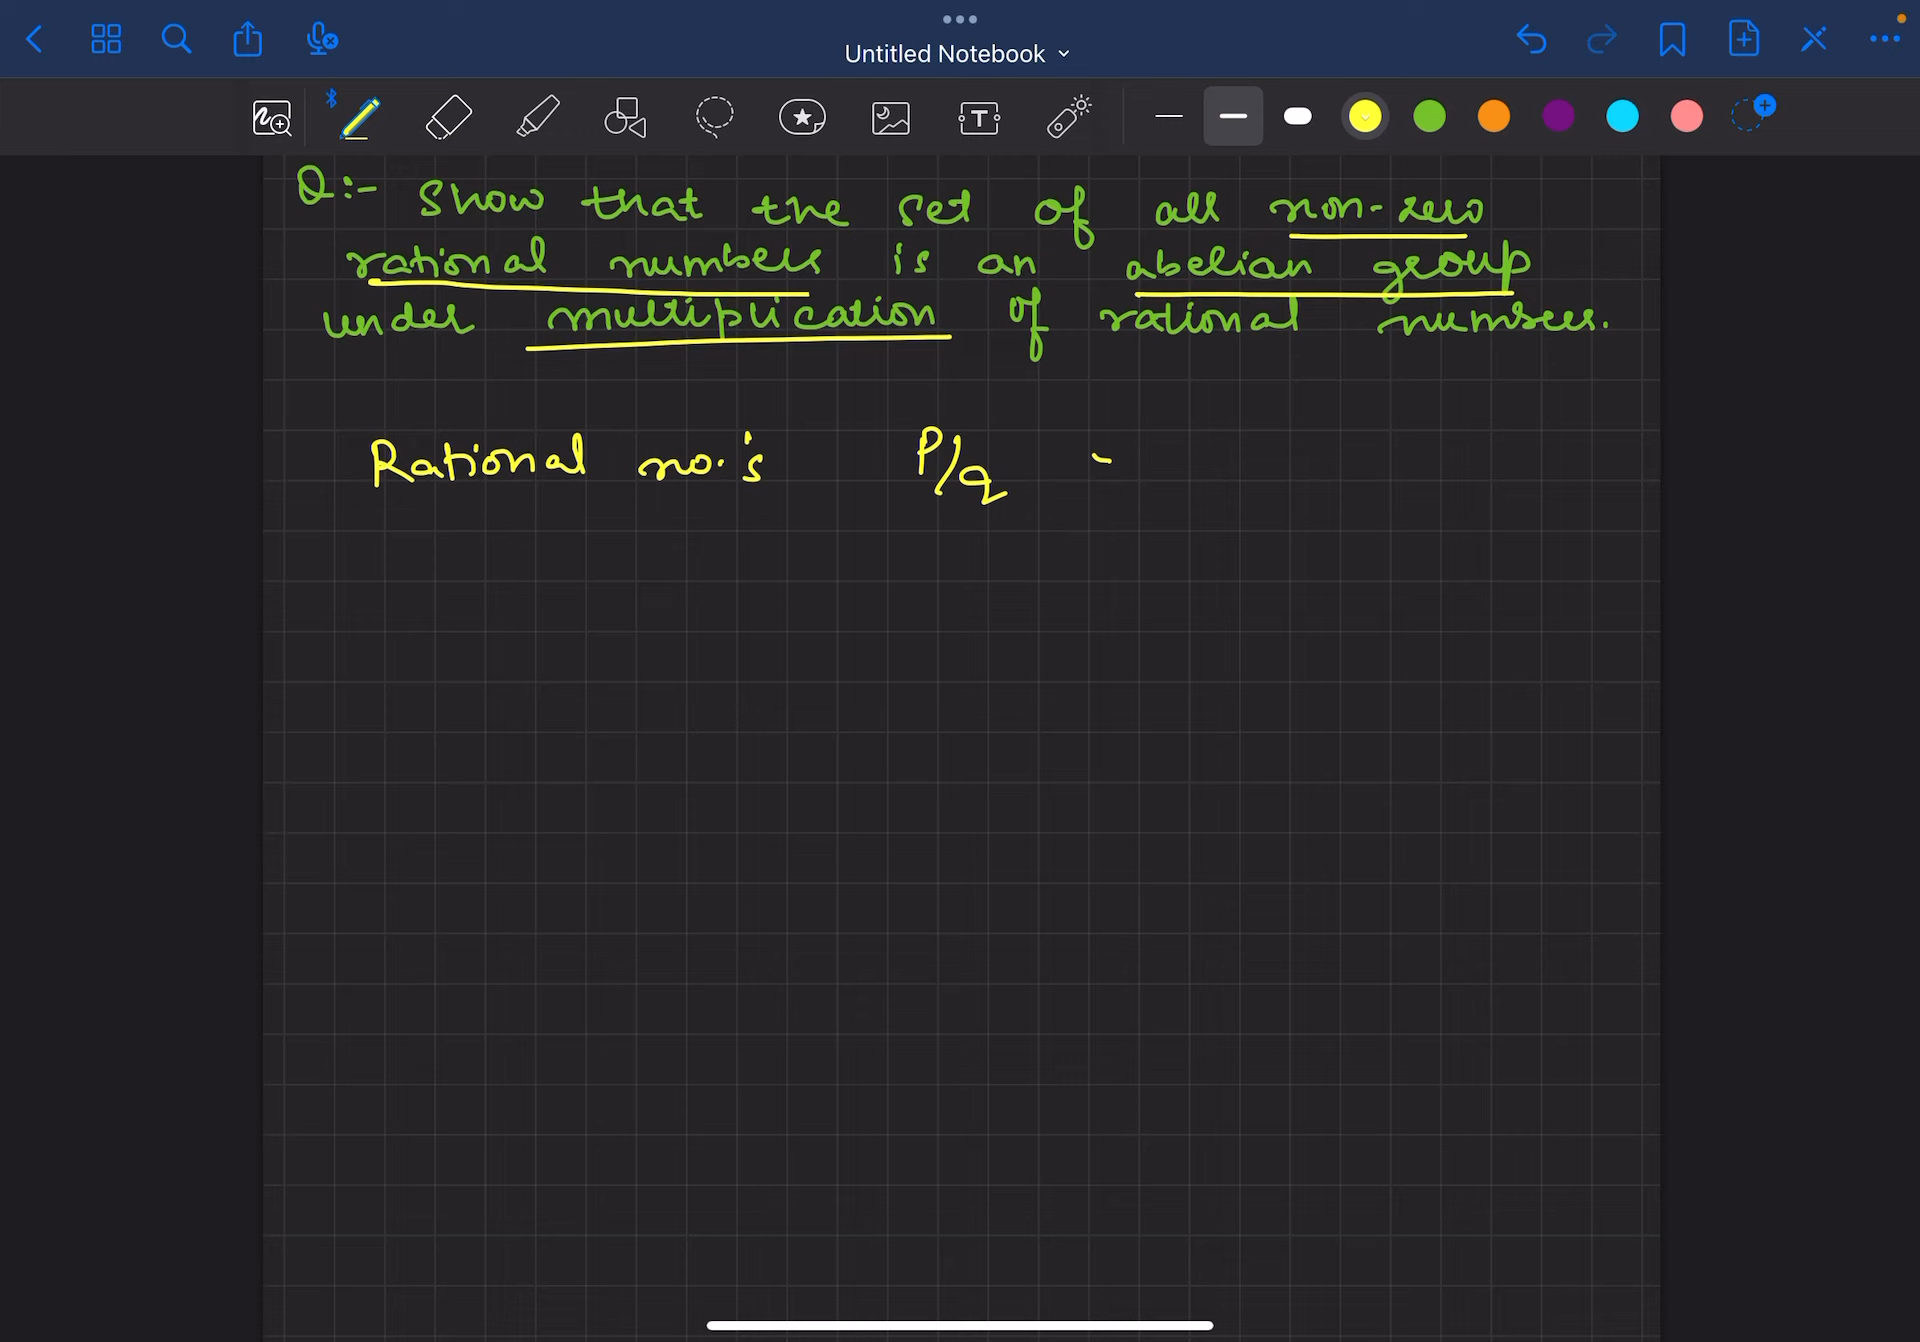 Untitled Notebook
Q:- Show that the set of all non-zero
rational numbers is an abelian group
under multiplication of rational numbers.
Rational no.'s P/q